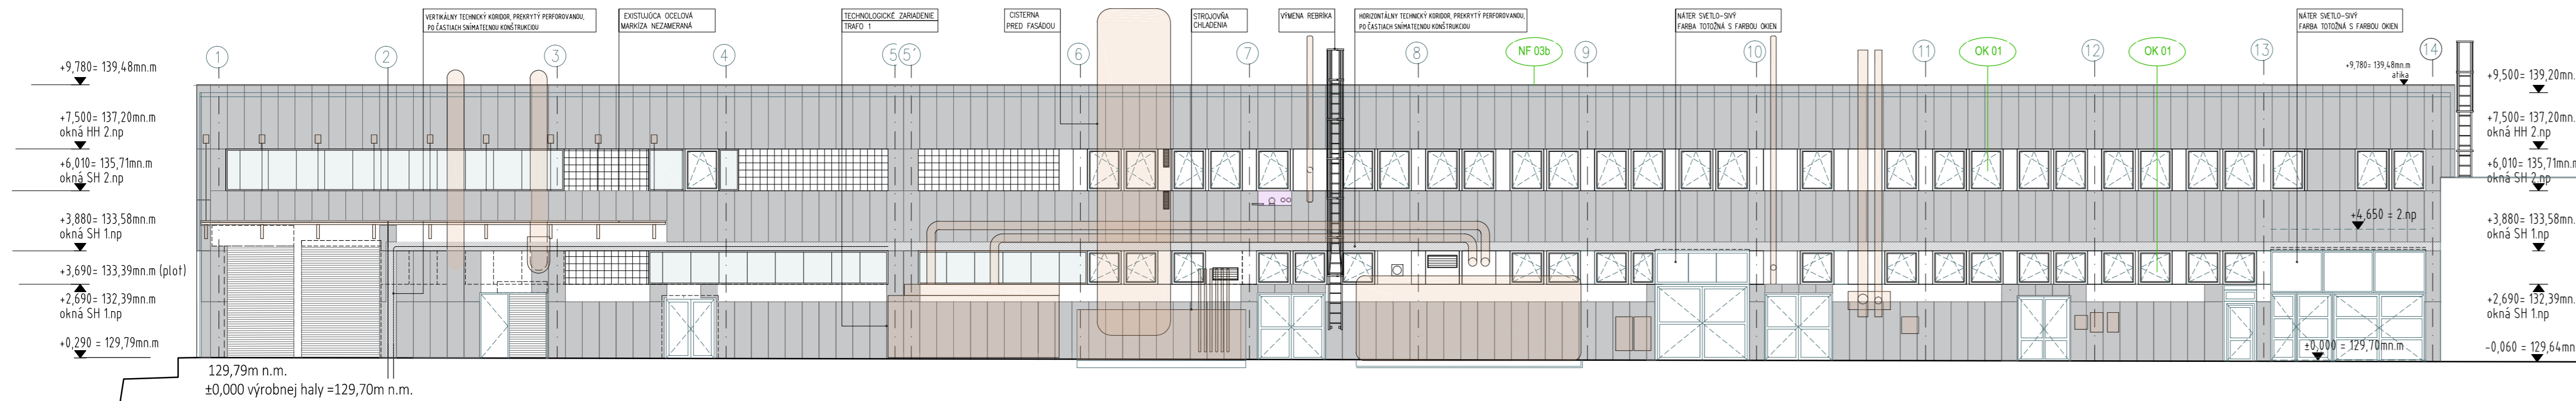 VERTIKÁLNY TECHNICKÝ KORIDOR, PREKRYTÝ PERFOROVANOU,
PO ČASTIACH SNÍMATEĽNOU KONŠTRUKCIOU
EXISTUJÚCA OCEĽOVÁ
MARKÍZA NEZAMERANÁ
TECHNOLOGICKÉ ZARIADENIE
TRAFO 1
CISTERNA
PRED FASÁDOU
STROJOVŇA
CHLADENIA
VÝMENA REBRÍKA
HORIZONTÁLNY TECHNICKÝ KORIDOR, PREKRYTÝ PERFOROVANOU,
PO ČASTIACH SNÍMATEĽNOU KONŠTRUKCIOU
NÁTER SVETLO-SIVÝ
FARBA TOTOŽNÁ S FARBOU OKIEN
NÁTER SVETLO-SIVÝ
FARBA TOTOŽNÁ S FARBOU OKIEN
1
2
3
4
5
5'
6
7
8
NF 03b
9
10
11
OK 01
12
OK 01
13
14
+9,780= 139,48mn.m
+7,500= 137,20mn.m
okná HH 2.np
+6,010= 135,71mn.m
okná SH 2.np
+3,880= 133,58mn.m
okná SH 1.np
+3,690= 133,39mn.m (plot)
+2,690= 132,39mn.m
okná SH 1.np
+0,290 = 129,79mn.m
129,79m n.m.
±0,000 výrobnej haly =129,70m n.m.
+9,780= 139,48mn.m
atika
+4,650 = 2.np
±0,000 = 129,70mn.m
+9,500= 139,20mn.
+7,500= 137,20mn.
okná HH 2.np
+6,010= 135,71mn.m
okná SH 2.np
+3,880= 133,58mn.
okná SH 1.np
+2,690= 132,39mn.
okná SH 1.np
-0,060 = 129,64mn